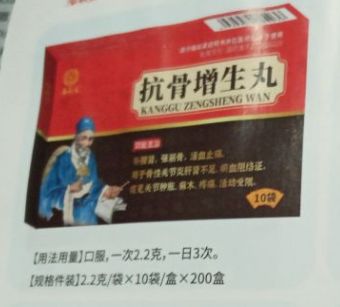 抗骨增生丸
KANGGU ZENGSHENG WAN
补腰肾，强筋骨，活血止痛。
用于骨性关节炎肝肾不足、瘀血阻络证，
症见关节肿胀、麻木、疼痛、活动受限。
10袋
【用法用量】口服，一次2.2克，一日3次。
【规格件装】2.2克/袋×10袋/盒×200盒